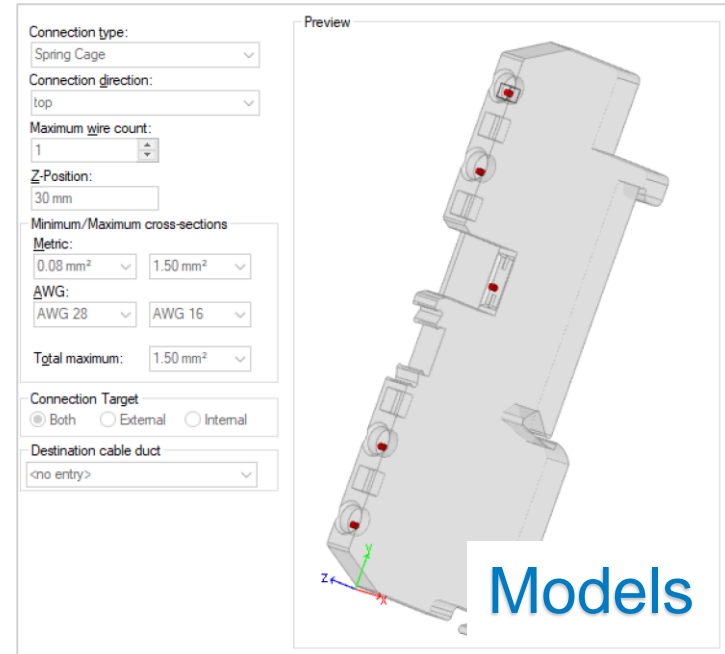 Connection type:
Spring Cage
Connection direction:
top
Maximum wire count:
1
Z-Position:
30 mm
Minimum/Maximum cross-sections
Metric:
0.08 mm² 1.50 mm²
AWG:
AWG 28 AWG 16
Total maximum: 1.50 mm²
Connection Target
Both External Internal
Destination cable duct
<no entry>
Preview
Y
Z
X
Models